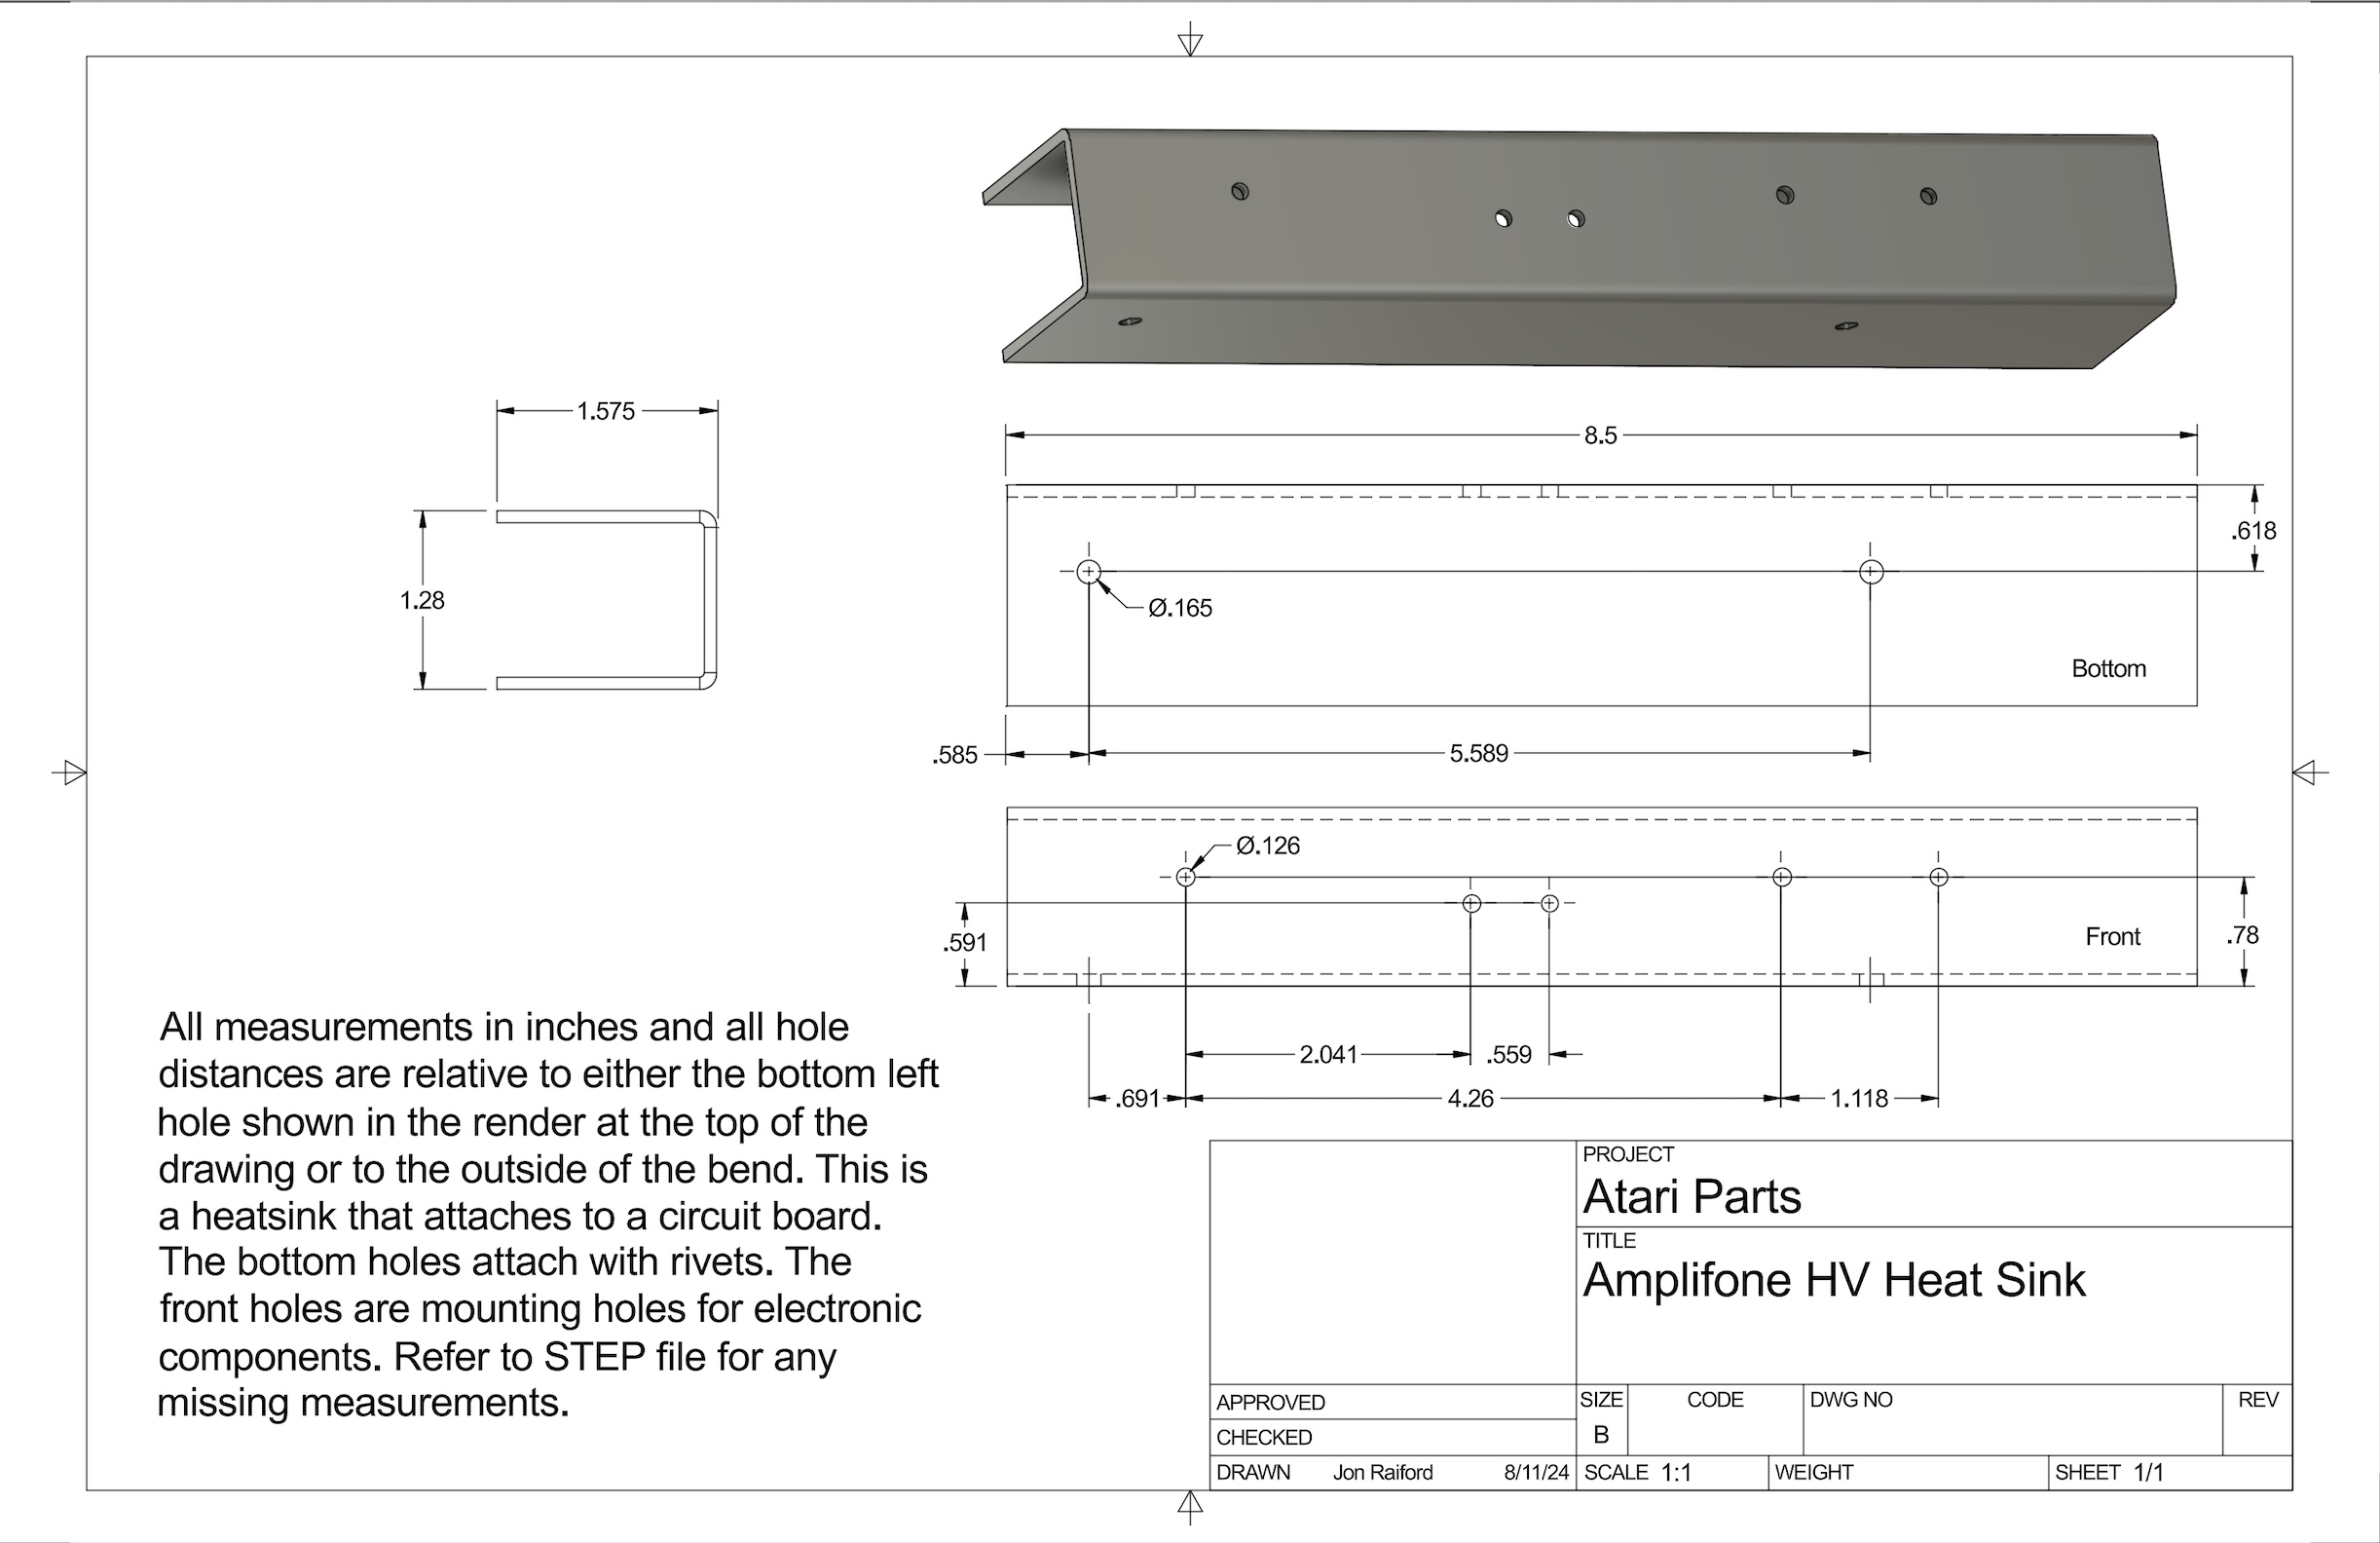 1.575
8.5
.618
1.28
Ø.165
Bottom
.585
5.589
Ø.126
.591
Front
.78
2.041
.559
.691
4.26
1.118
All measurements in inches and all hole
distances are relative to either the bottom left
hole shown in the render at the top of the
drawing or to the outside of the bend. This is
a heatsink that attaches to a circuit board.
The bottom holes attach with rivets. The
front holes are mounting holes for electronic
components. Refer to STEP file for any
missing measurements.
PROJECT
Atari Parts
TITLE
Amplifone HV Heat Sink
APPROVED
CHECKED
DRAWN Jon Raiford 8/11/24
SIZE CODE DWG NO REV
B
SCALE 1:1 WEIGHT SHEET 1/1